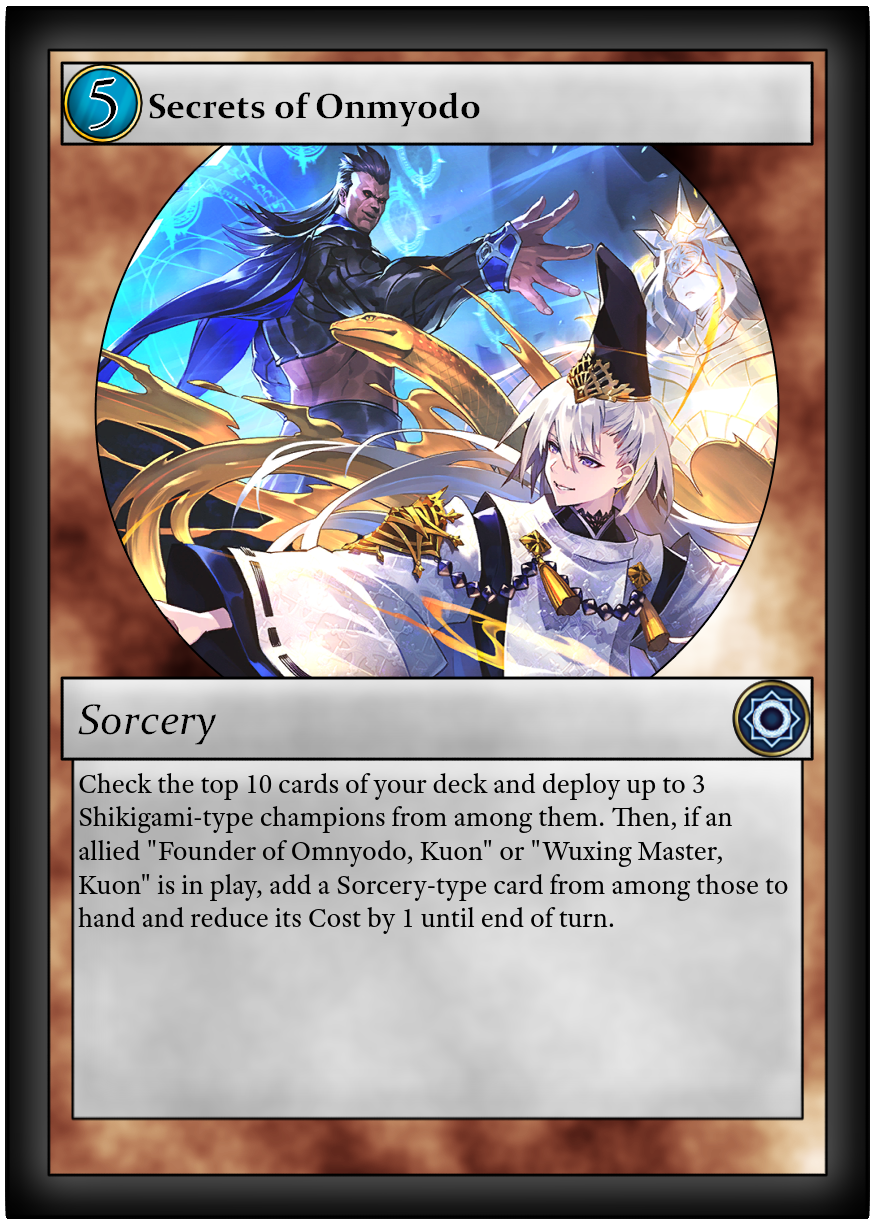 5
Secrets of Onmyodo
Sorcery
Check the top 10 cards of your deck and deploy up to 3
Shikigami-type champions from among them. Then, if an
allied "Founder of Omnyodo, Kuon" or "Wuxing Master,
Kuon" is in play, add a Sorcery-type card from among those to
hand and reduce its Cost by 1 until end of turn.